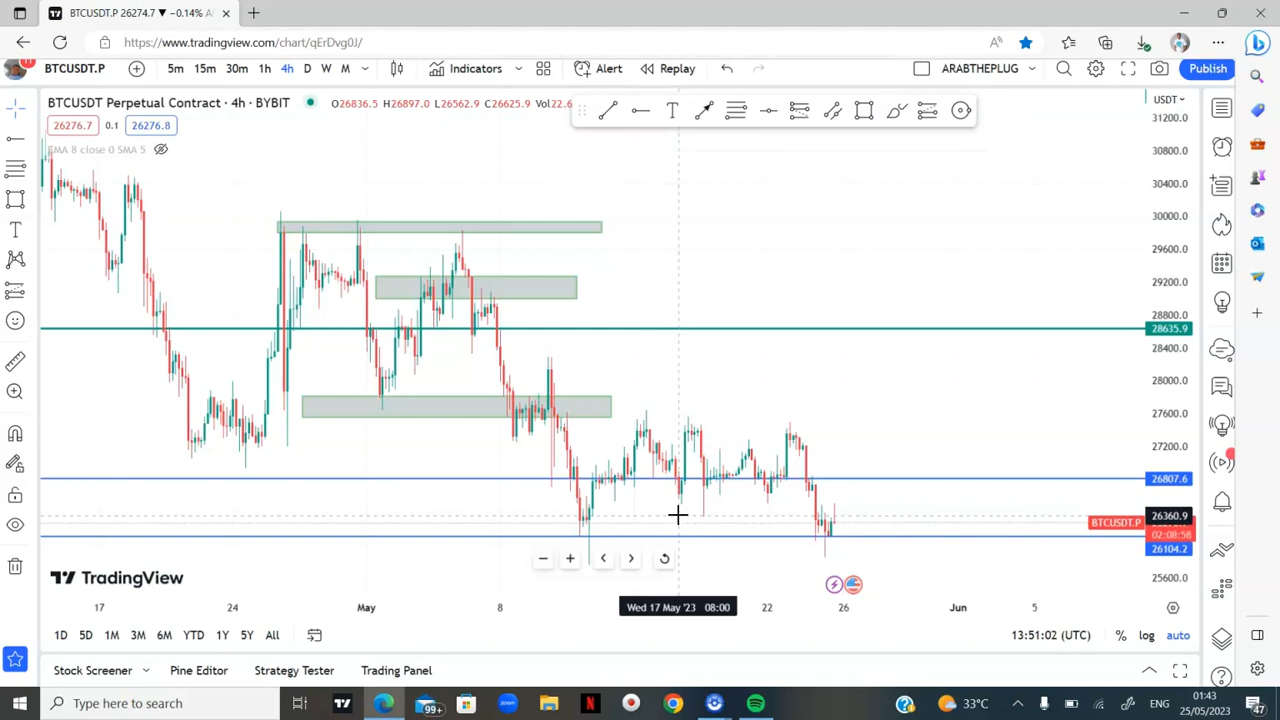 BTCUSDT.P 26274.7 ▼ −0.14% A
https://www.tradingview.com/chart/qErDvg0J/
11 BTCUSDT.P 5m 15m 30m 1h 4h D W M Indicators Alert Replay ARABTHEPLUG Publish
BTCUSDT Perpetual Contract · 4h · BYBIT O26836.5 H26897.0 L26562.9 C26625.9 Vol22.6
USDT
26276.7 0.1 26276.8
EMA 8 close 0 SMA 5
31200.0
30800.0
30400.0
30000.0
29600.0
29200.0
28800.0
28635.9
28400.0
28000.0
27600.0
27200.0
26807.6
26360.9
BTCUSDT.P
02:08:58
26104.2
25600.0
TradingView
17 24 May 8 Wed 17 May '23 08:00 22 26 Jun 5
1D 5D 1M 3M 6M YTD 1Y 5Y All 13:51:02 (UTC) % log auto
Stock Screener Pine Editor Strategy Tester Trading Panel
Type here to search 99+ 33°C ENG 01:43
25/05/2023 47